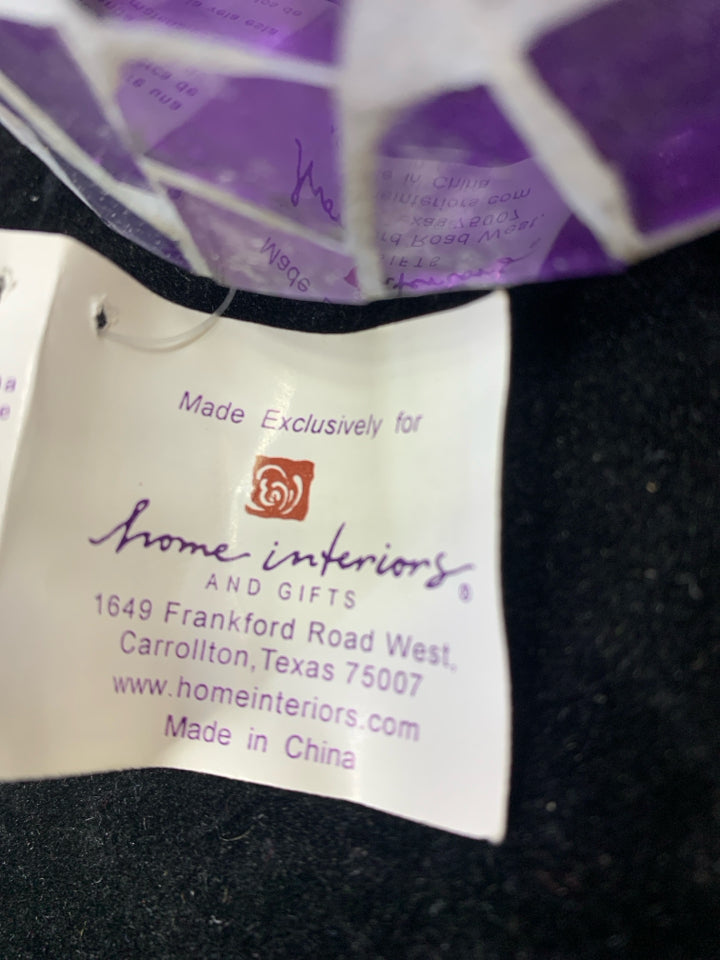 Made Exclusively for
home interiors®
AND GIFTS
1649 Frankford Road West,
Carrollton, Texas 75007
www.homeinteriors.com
Made in China